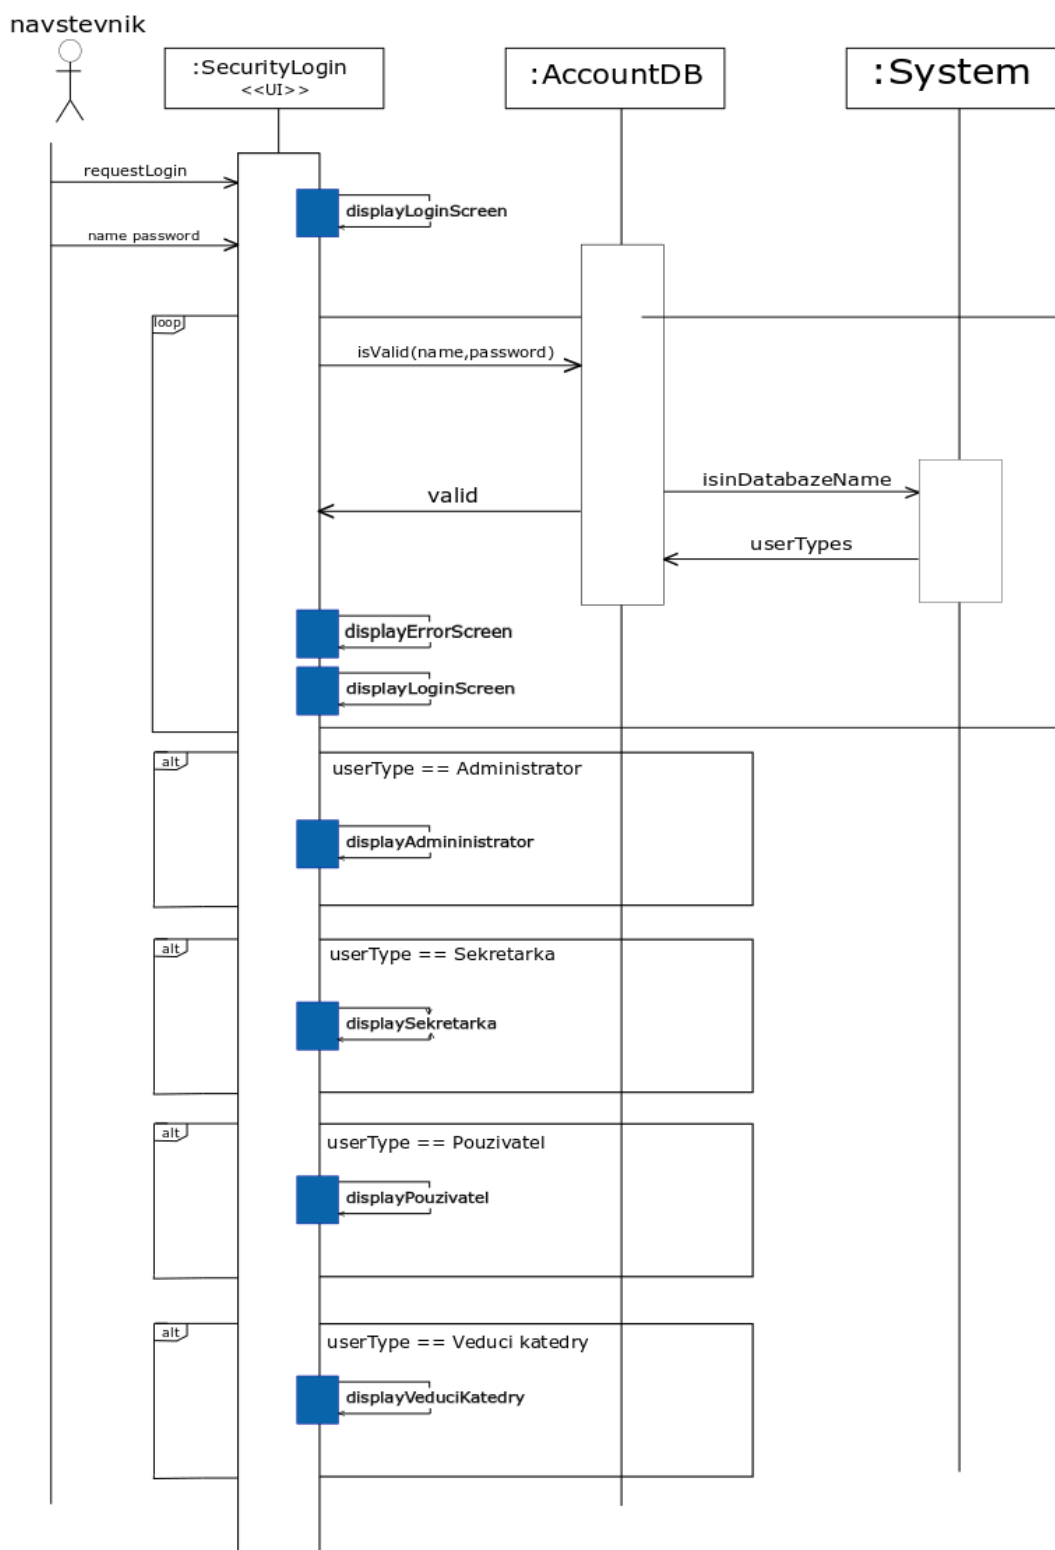 navstevnik
:SecurityLogin
<<UI>>
:AccountDB
:System
requestLogin
displayLoginScreen
name password
loop
isValid(name,password)
isinDatabazeName
valid
userTypes
displayErrorScreen
displayLoginScreen
alt
userType == Administrator
displayAdmininistrator
alt
userType == Sekretarka
displaySekretarka
alt
userType == Pouzivatel
displayPouzivatel
alt
userType == Veduci katedry
displayVeduciKatedry